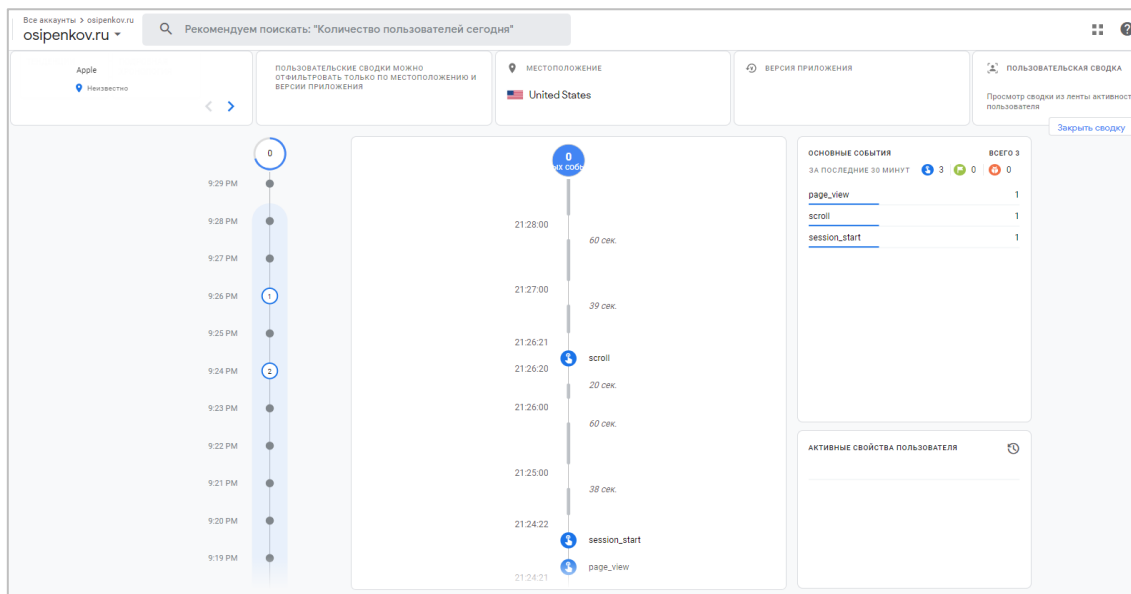 Все аккаунты > osipenkov.ru
osipenkov.ru
Рекомендуем поискать: "Количество пользователей сегодня"
Apple
Неизвестно
ПОЛЬЗОВАТЕЛЬСКИЕ СВОДКИ МОЖНО
ОТФИЛЬТРОВАТЬ ТОЛЬКО ПО МЕСТОПОЛОЖЕНИЮ И
ВЕРСИИ ПРИЛОЖЕНИЯ
МЕСТОПОЛОЖЕНИЕ
United States
ВЕРСИЯ ПРИЛОЖЕНИЯ
ПОЛЬЗОВАТЕЛЬСКАЯ СВОДКА
Просмотр сводки из ленты активност
пользователя
Закрыть сводку
0
9:29 PM
9:28 PM
9:27 PM
9:26 PM
1
9:25 PM
9:24 PM
2
9:23 PM
9:22 PM
9:21 PM
9:20 PM
9:19 PM
0
ых собы
21:28:00
60 сек.
21:27:00
39 сек.
21:26:21
scroll
21:26:20
20 сек.
21:26:00
60 сек.
21:25:00
38 сек.
21:24:22
session_start
page_view
21:24:21
ОСНОВНЫЕ СОБЫТИЯ ВСЕГО 3
ЗА ПОСЛЕДНИЕ 30 МИНУТ 3 0 0
page_view 1
scroll 1
session_start 1
АКТИВНЫЕ СВОЙСТВА ПОЛЬЗОВАТЕЛЯ